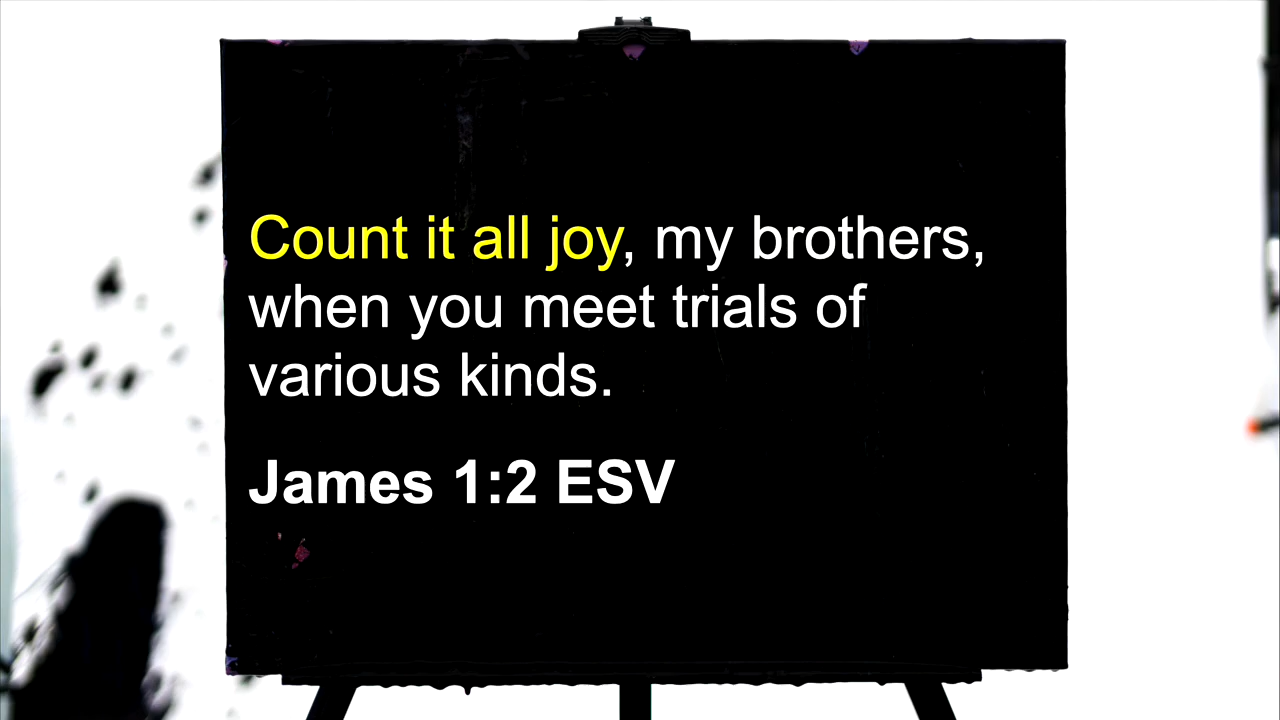 Count it all joy, my brothers,
when you meet trials of
various kinds.
James 1:2 ESV